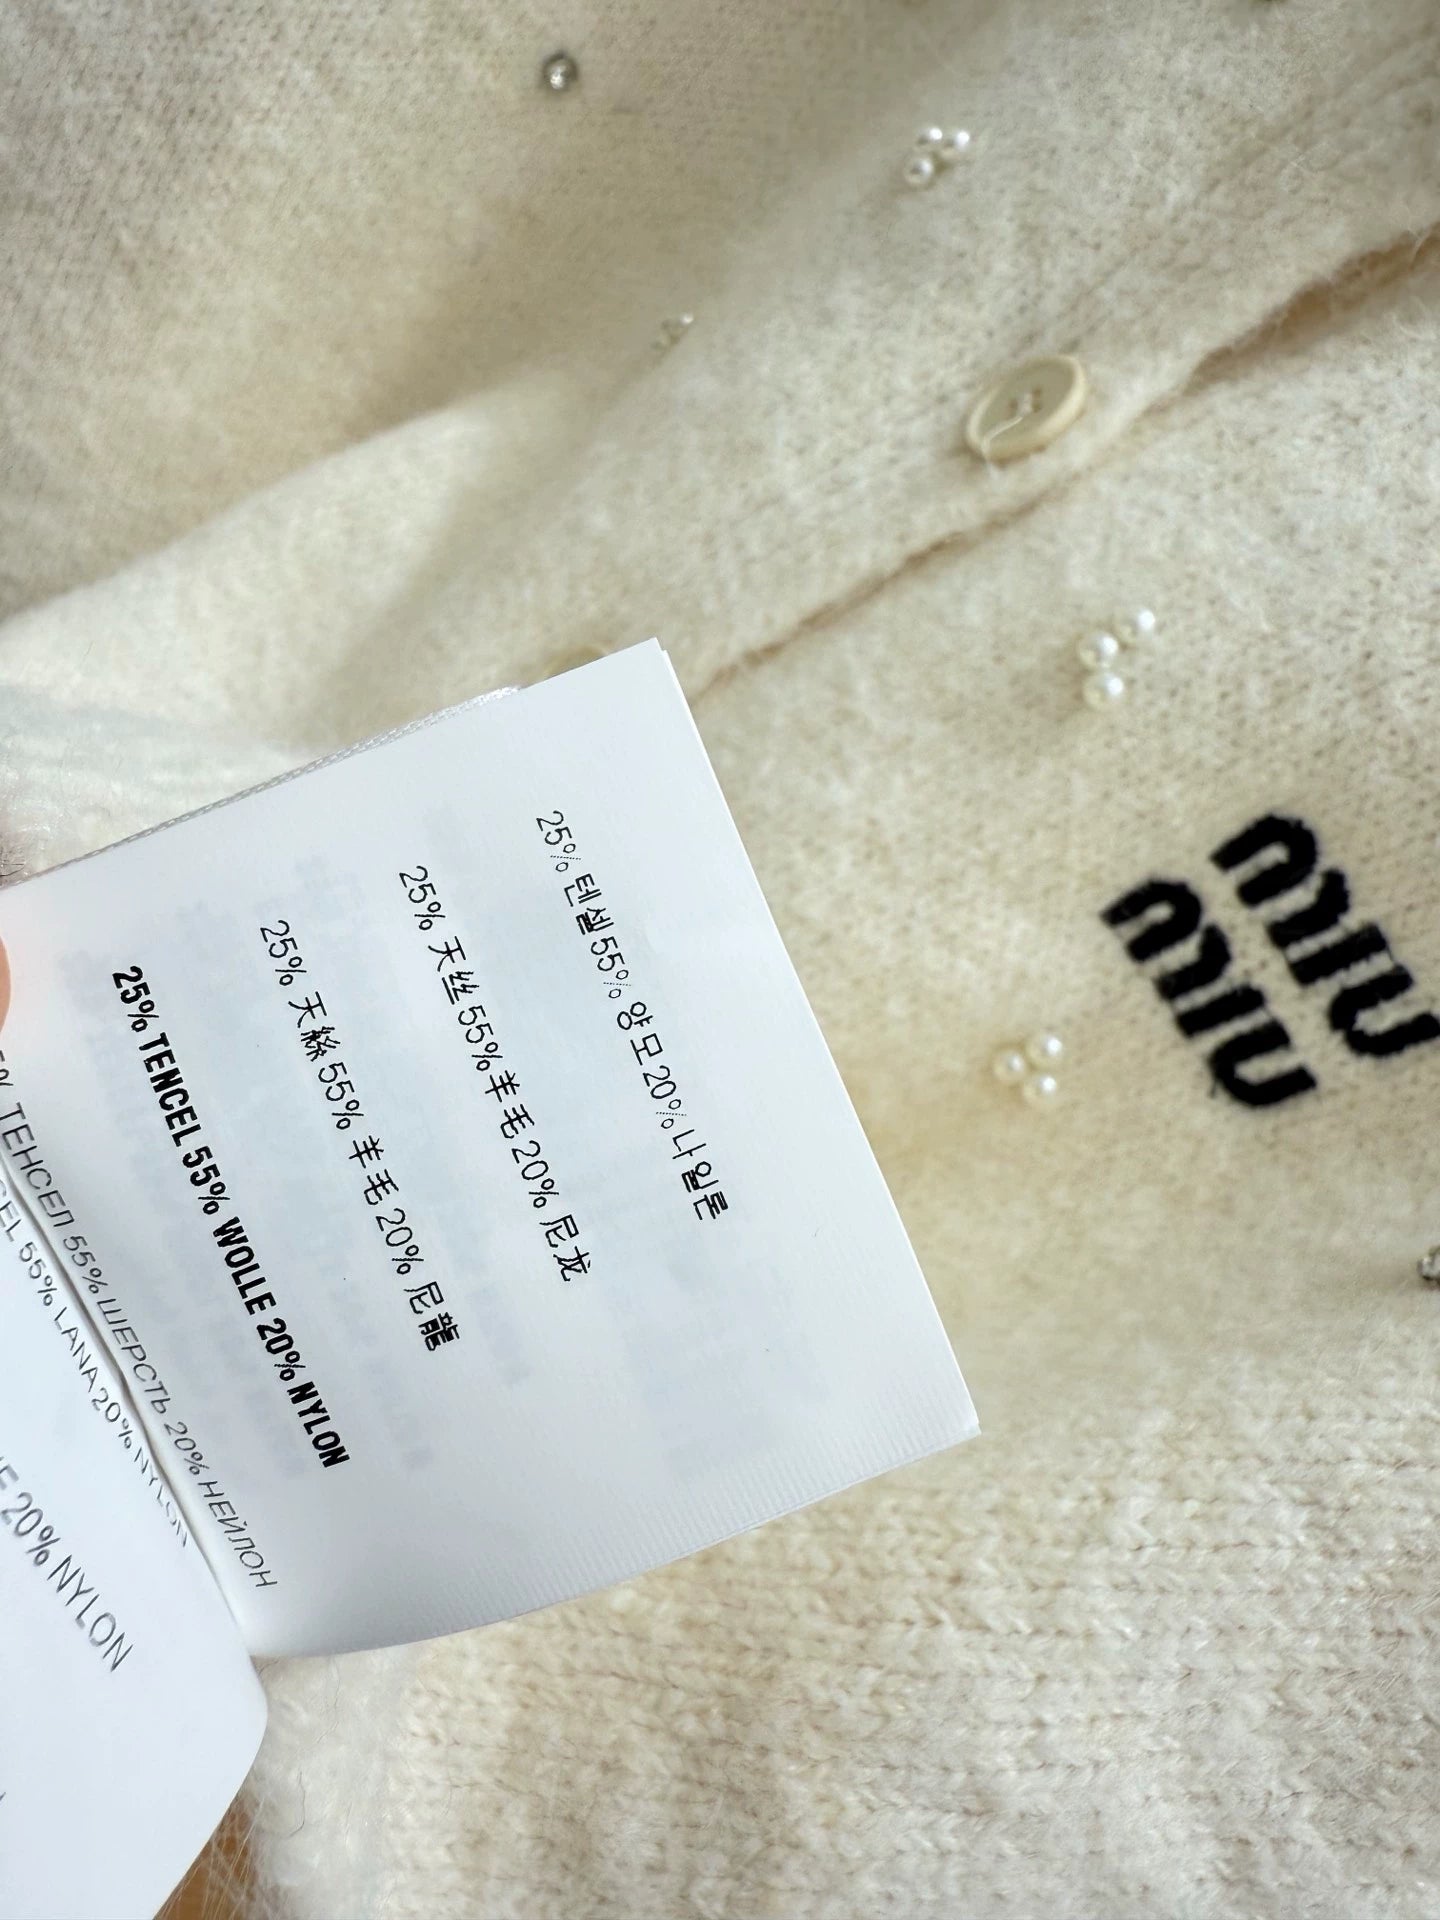 25% 텐셀 55% 양모 20% 나일론
25% 天丝 55% 羊毛 20% 尼龙
25% 天絲 55% 羊毛 20% 尼龍
25% TENCEL 55% WOLLE 20% NYLON
ТЕНСЕЛ 55% ШЕРСТЬ 20% НЕЙЛОН
55% LANA 20% NYLON
20% NYLON
MIU
MIU